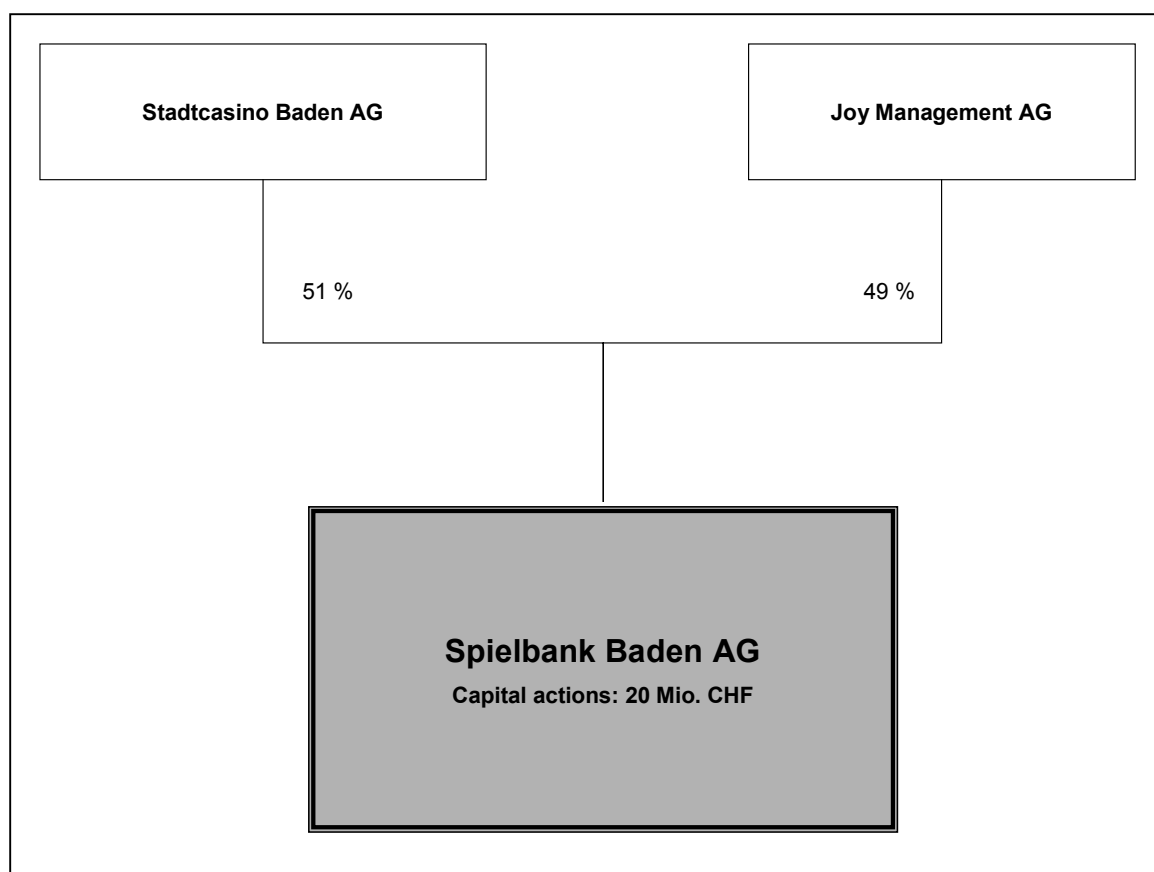 Stadtcasino Baden AG
Joy Management AG
51 %
49 %
Spielbank Baden AG
Capital actions: 20 Mio. CHF